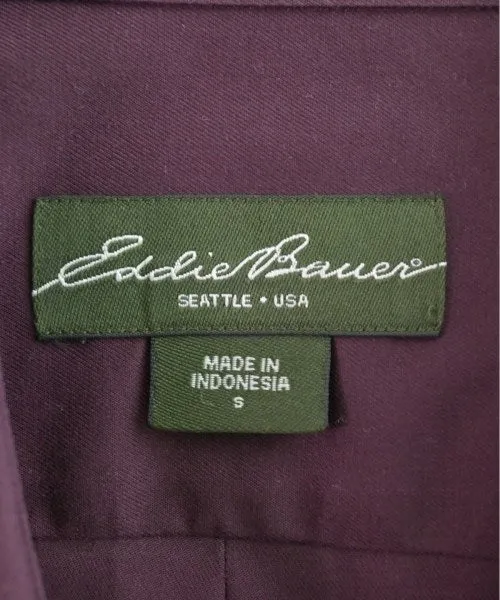 Eddie Bauer®
SEATTLE • USA
MADE IN
INDONESIA
S